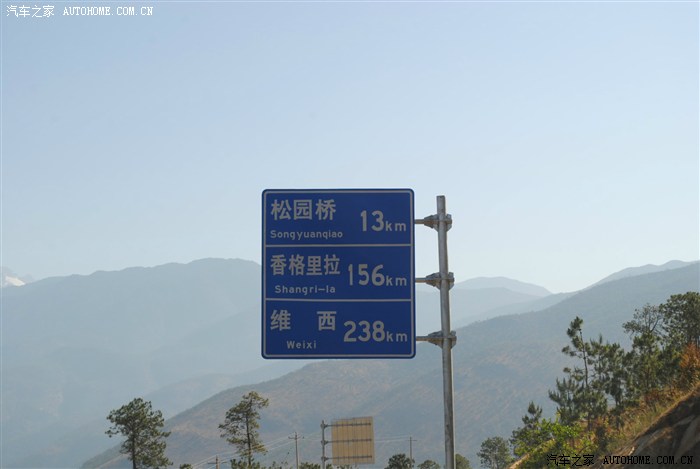 汽车之家 AUTOHOME.COM.CN
松园桥 13km
Songyuanqiao
香格里拉 156km
Shangri-la
维 西 238km
Weixi
汽车之家 AUTOHOME.COM.CN